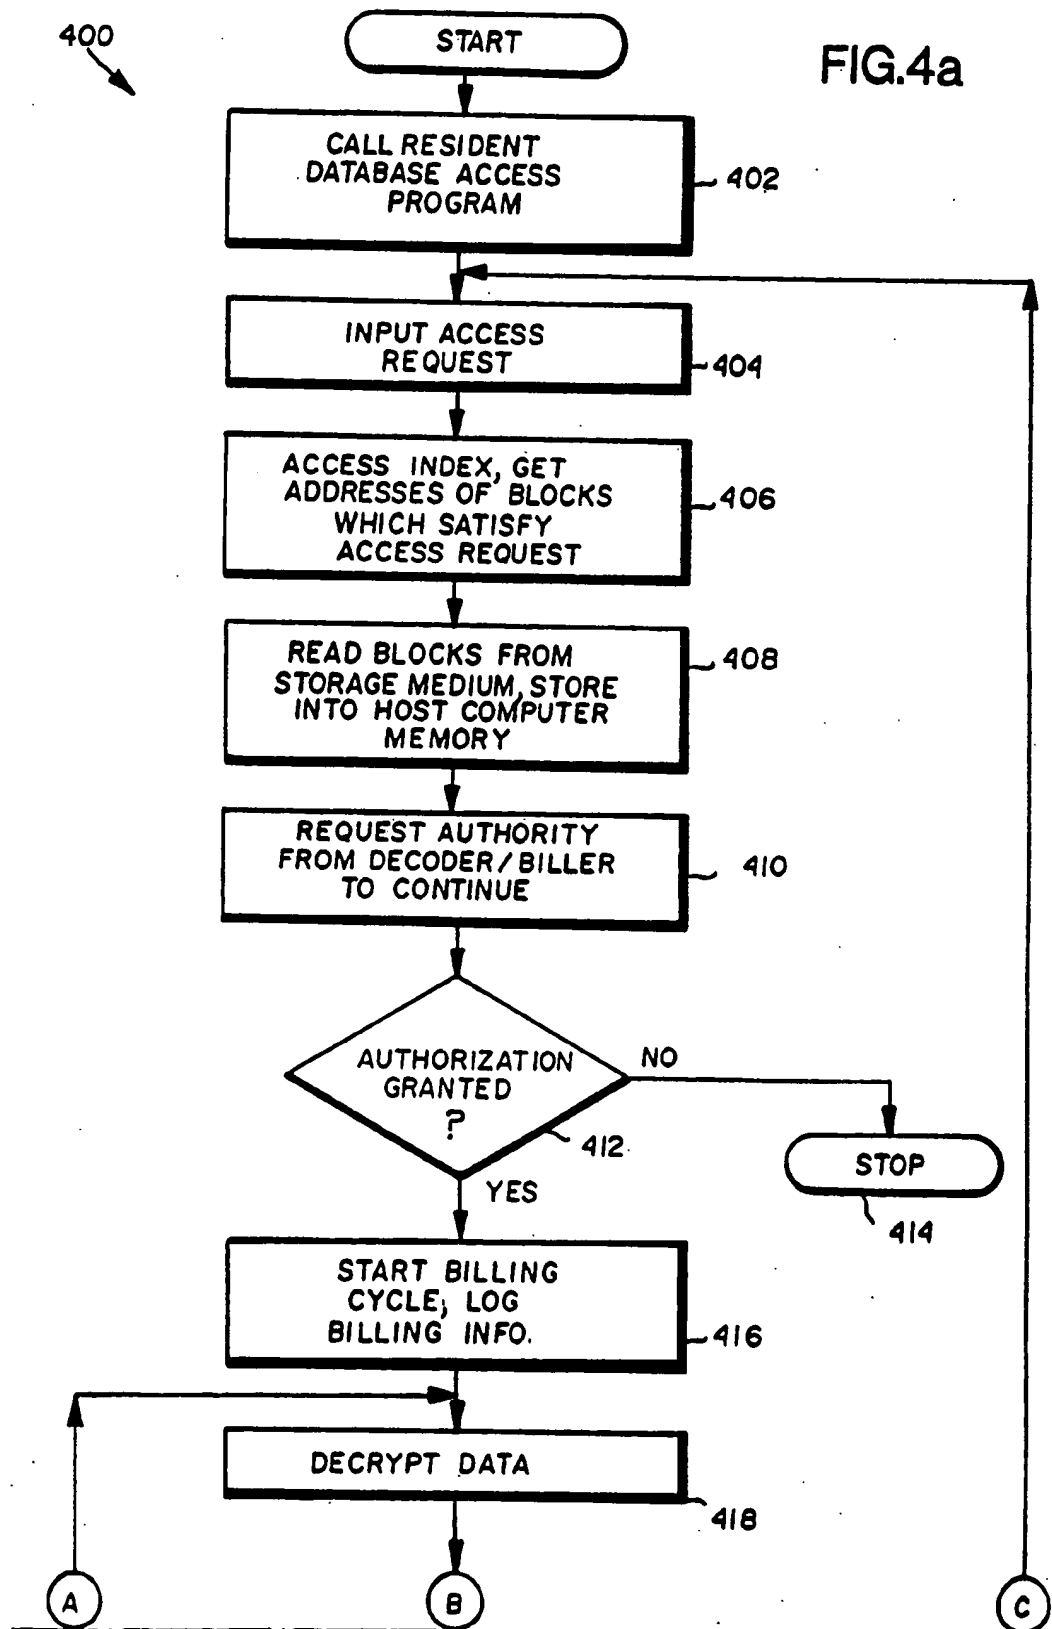 400
START
FIG.4a
CALL RESIDENT
DATABASE ACCESS
PROGRAM
402
INPUT ACCESS
REQUEST
404
ACCESS INDEX, GET
ADDRESSES OF BLOCKS
WHICH SATISFY
ACCESS REQUEST
406
READ BLOCKS FROM
STORAGE MEDIUM, STORE
INTO HOST COMPUTER
MEMORY
408
REQUEST AUTHORITY
FROM DECODER/BILLER
TO CONTINUE
410
AUTHORIZATION
GRANTED
?
412
NO
STOP
414
YES
START BILLING
CYCLE; LOG
BILLING INFO.
416
DECRYPT DATA
418
A
B
C